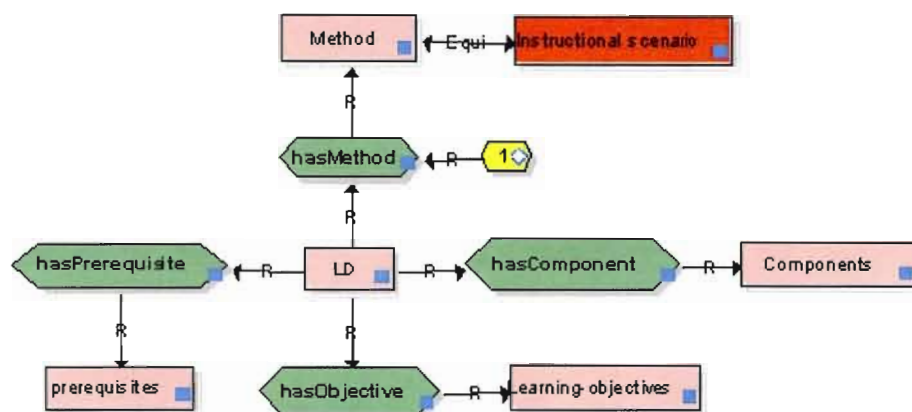 Method
Equi
Instructional scenario
R
hasMethod
R
1
R
hasPrerequisite
R
LD
R
hasComponent
R
Components
R
R
prerequisites
hasObjective
R
Learning-objectives